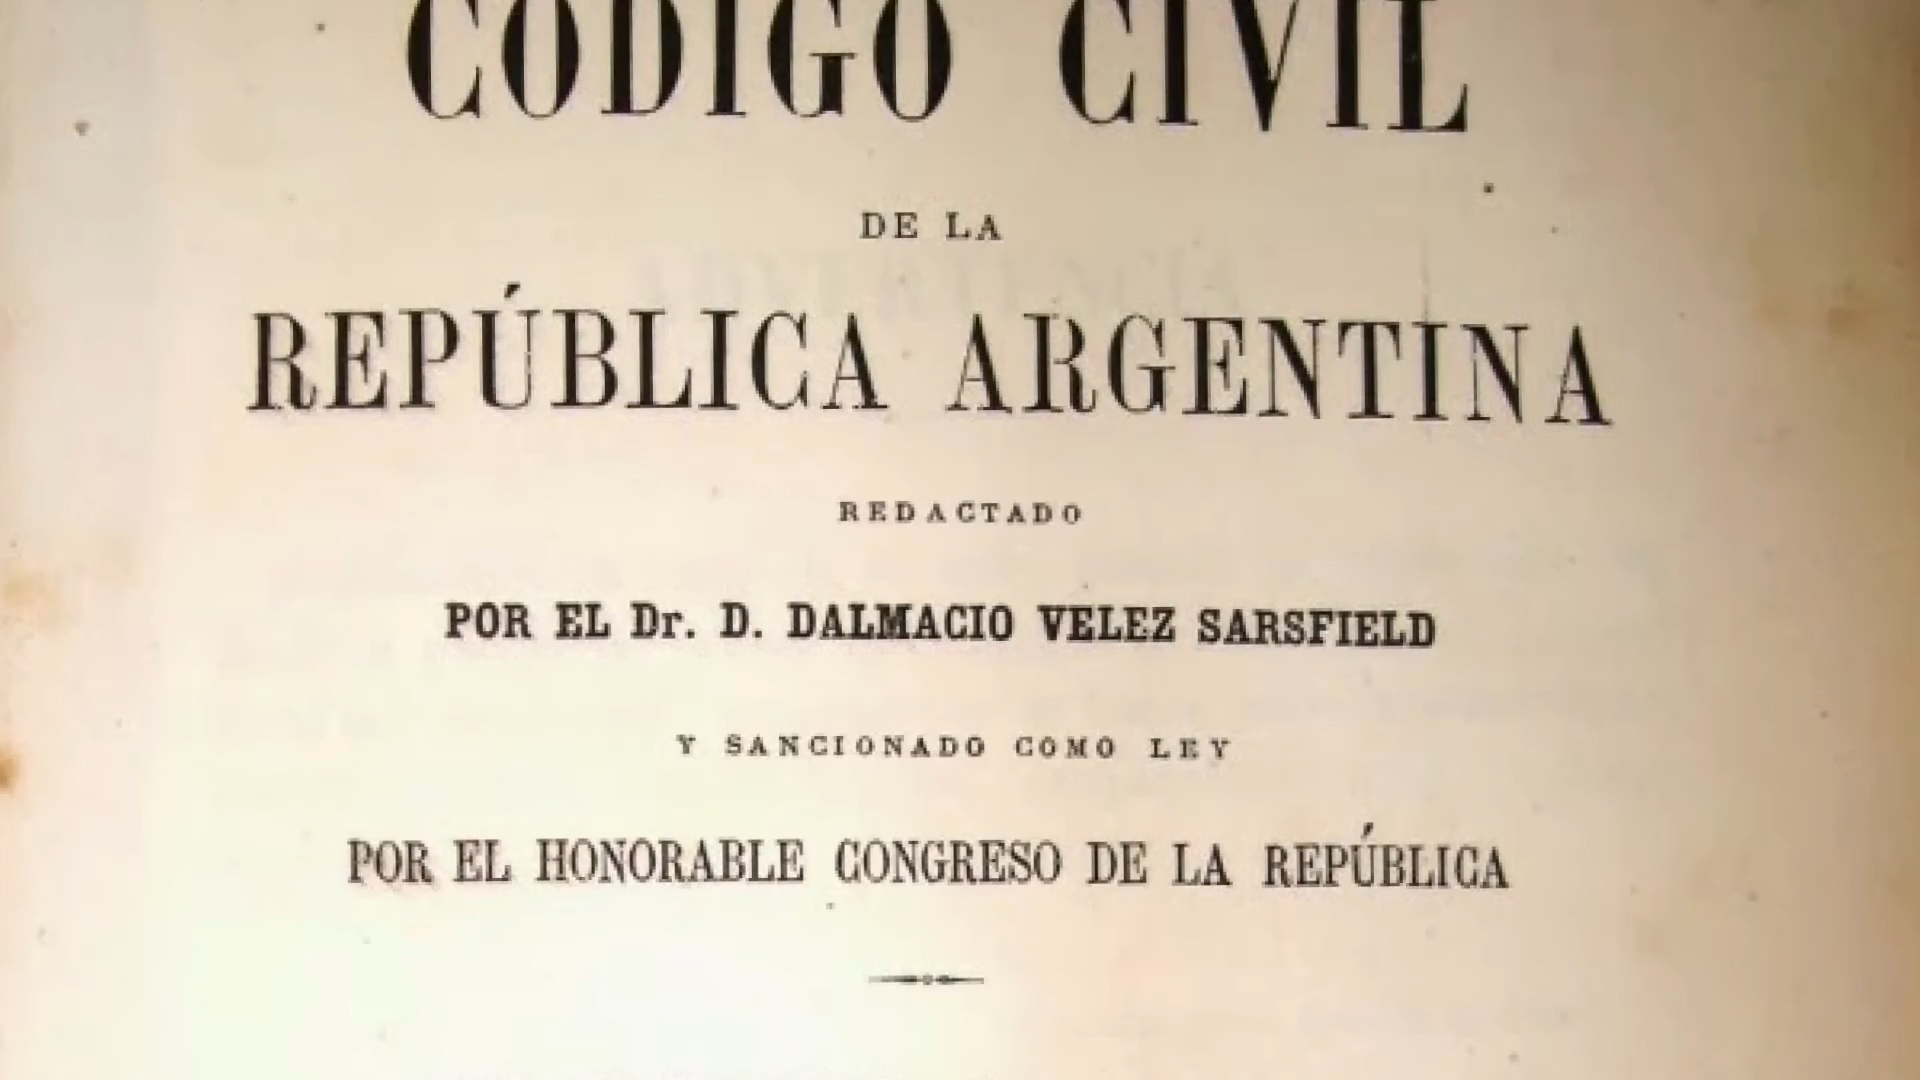 CODIGO CIVIL
DE LA
REPÚBLICA ARGENTINA
REDACTADO
POR EL Dr. D. DALMACIO VELEZ SARSFIELD
Y SANCIONADO COMO LEY
POR EL HONORABLE CONGRESO DE LA REPÚBLICA